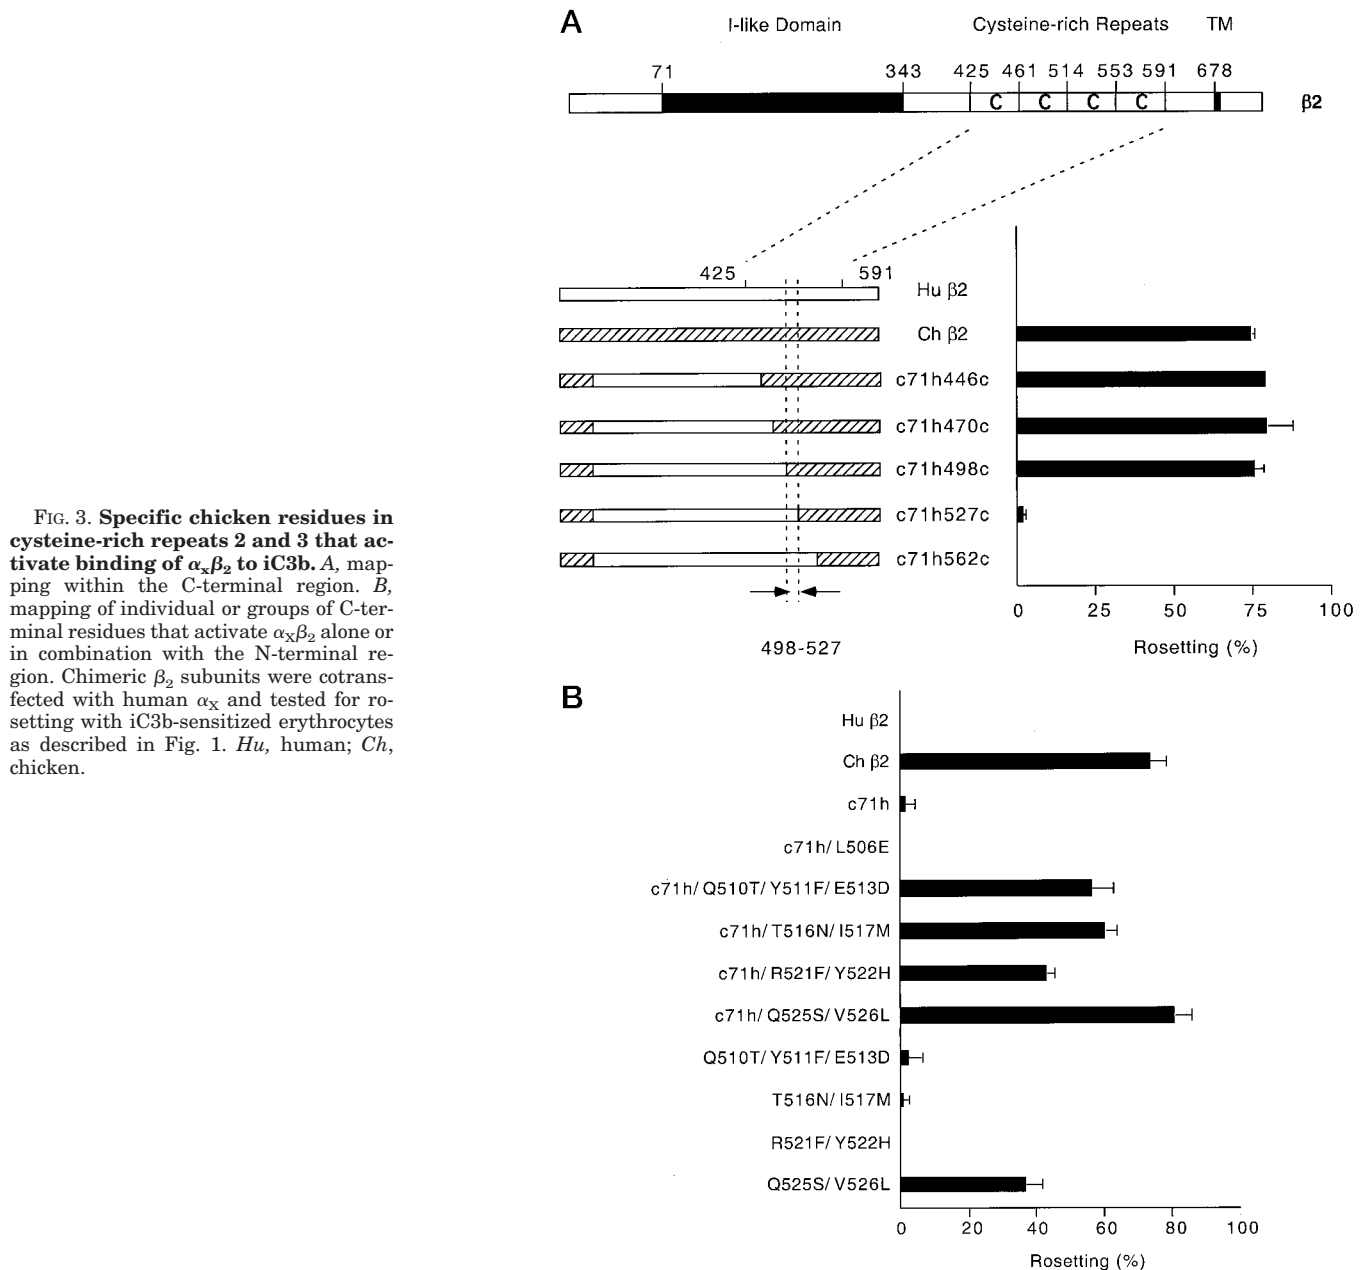 A
I-like Domain Cysteine-rich Repeats TM
71 343 425 461 514 553 591 678
C C C C β2
425 591
Hu β2
Ch β2
c71h446c
c71h470c
c71h498c
c71h527c
c71h562c
0 25 50 75 100
498-527
Rosetting (%)
FIG. 3. Specific chicken residues in
cysteine-rich repeats 2 and 3 that ac-
tivate binding of αxβ2 to iC3b. A, map-
ping within the C-terminal region. B,
mapping of individual or groups of C-ter-
minal residues that activate αXβ2 alone or
in combination with the N-terminal re-
gion. Chimeric β2 subunits were cotrans-
fected with human αX and tested for ro-
setting with iC3b-sensitized erythrocytes
as described in Fig. 1. Hu, human; Ch,
chicken.
B
Hu β2
Ch β2
c71h
c71h/L506E
c71h/Q510T/Y511F/E513D
c71h/T516N/I517M
c71h/R521F/Y522H
c71h/Q525S/V526L
Q510T/Y511F/E513D
T516N/I517M
R521F/Y522H
Q525S/V526L
0 20 40 60 80 100
Rosetting (%)